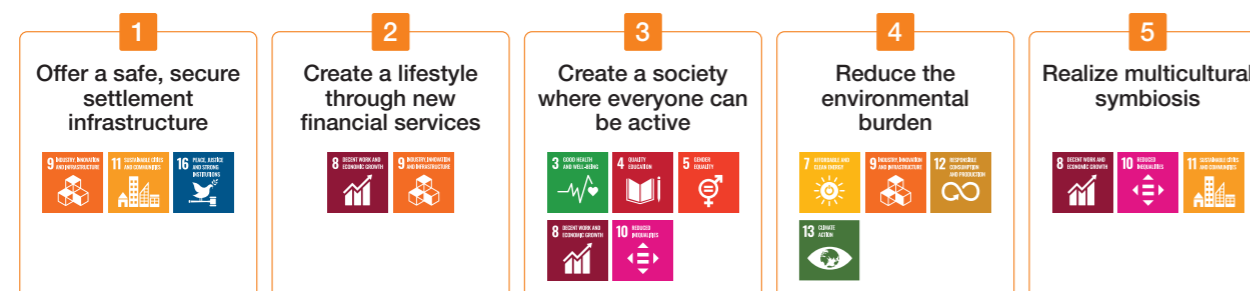 1
Offer a safe, secure
settlement
infrastructure
9 INDUSTRY, INNOVATION
AND INFRASTRUCTURE
11 SUSTAINABLE CITIES
AND COMMUNITIES
16 PEACE, JUSTICE
AND STRONG
INSTITUTIONS
2
Create a lifestyle
through new
financial services
8 DECENT WORK AND
ECONOMIC GROWTH
9 INDUSTRY, INNOVATION
AND INFRASTRUCTURE
3
Create a society
where everyone can
be active
3 GOOD HEALTH
AND WELL-BEING
4 QUALITY
EDUCATION
5 GENDER
EQUALITY
8 DECENT WORK AND
ECONOMIC GROWTH
10 REDUCED
INEQUALITIES
4
Reduce the
environmental
burden
7 AFFORDABLE AND
CLEAN ENERGY
9 INDUSTRY, INNOVATION
AND INFRASTRUCTURE
12 RESPONSIBLE
CONSUMPTION
AND PRODUCTION
13 CLIMATE
ACTION
5
Realize multicultural
symbiosis
8 DECENT WORK AND
ECONOMIC GROWTH
10 REDUCED
INEQUALITIES
11 SUSTAINABLE CITIES
AND COMMUNITIES